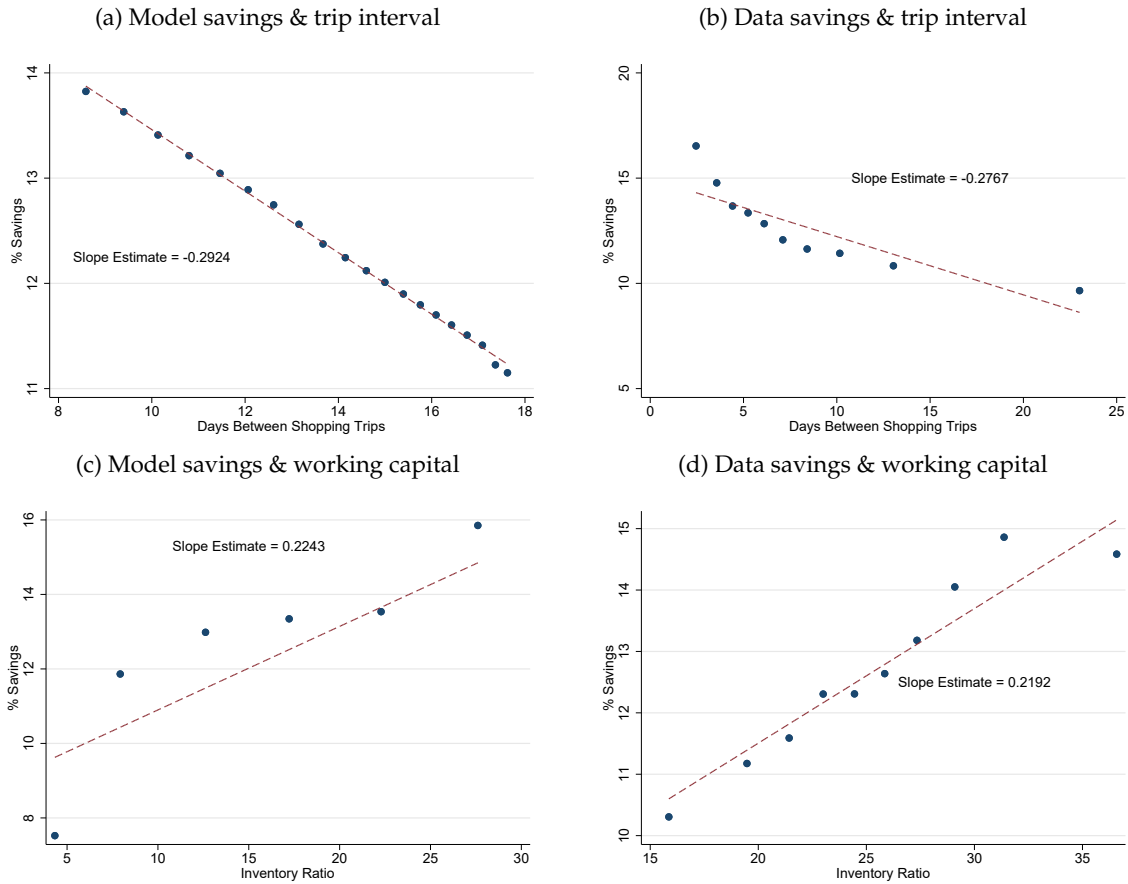 (a) Model savings & trip interval
14
13
12
11
% Savings
Slope Estimate = -0.2924
8 10 12 14 16 18
Days Between Shopping Trips
(b) Data savings & trip interval
20
15
10
5
% Savings
Slope Estimate = -0.2767
0 5 10 15 20 25
Days Between Shopping Trips
(c) Model savings & working capital
16
14
12
10
8
% Savings
Slope Estimate = 0.2243
5 10 15 20 25 30
Inventory Ratio
(d) Data savings & working capital
15
14
13
12
11
10
% Savings
Slope Estimate = 0.2192
15 20 25 30 35
Inventory Ratio